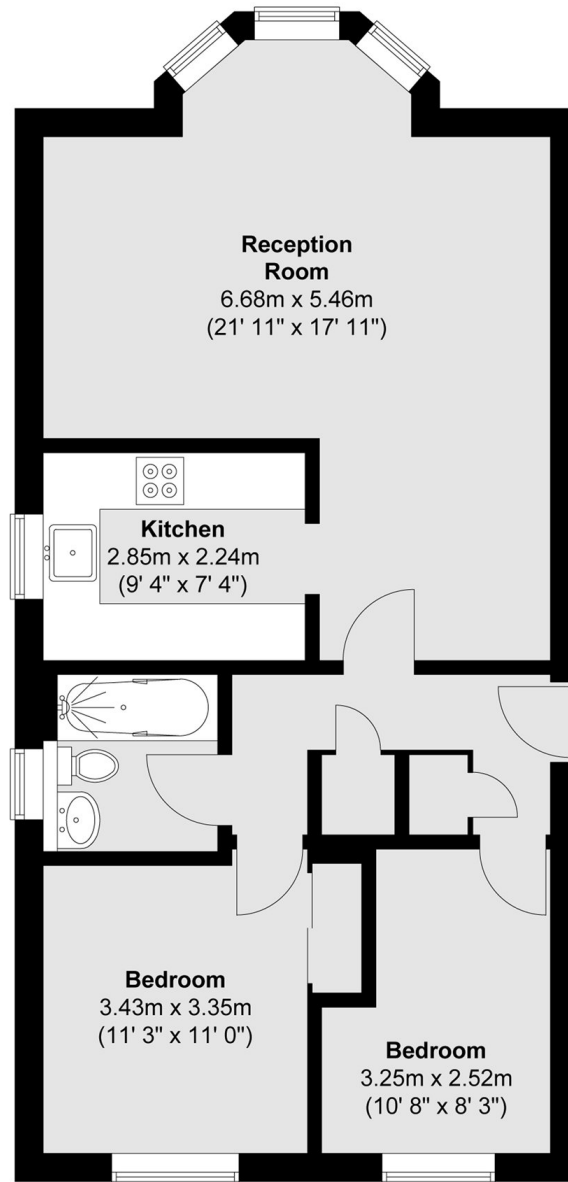 Reception
Room
6.68m x 5.46m
(21' 11" x 17' 11")
Kitchen
2.85m x 2.24m
(9' 4" x 7' 4")
Bedroom
3.43m x 3.35m
(11' 3" x 11' 0")
Bedroom
3.25m x 2.52m
(10' 8" x 8' 3")